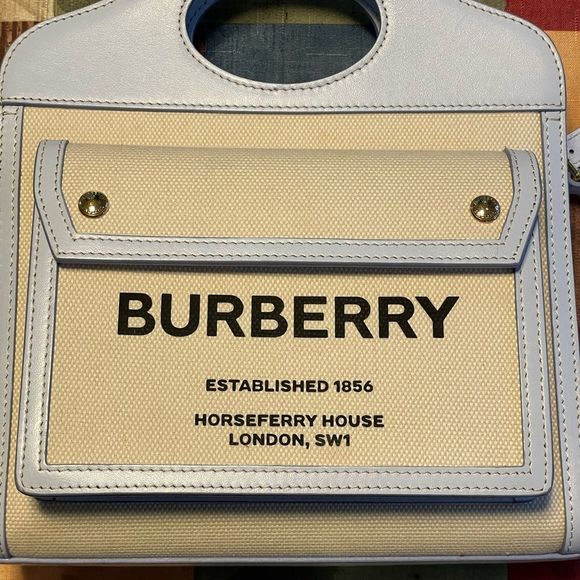 BURBERRY
ESTABLISHED 1856
HORSEFERRY HOUSE
LONDON, SW1